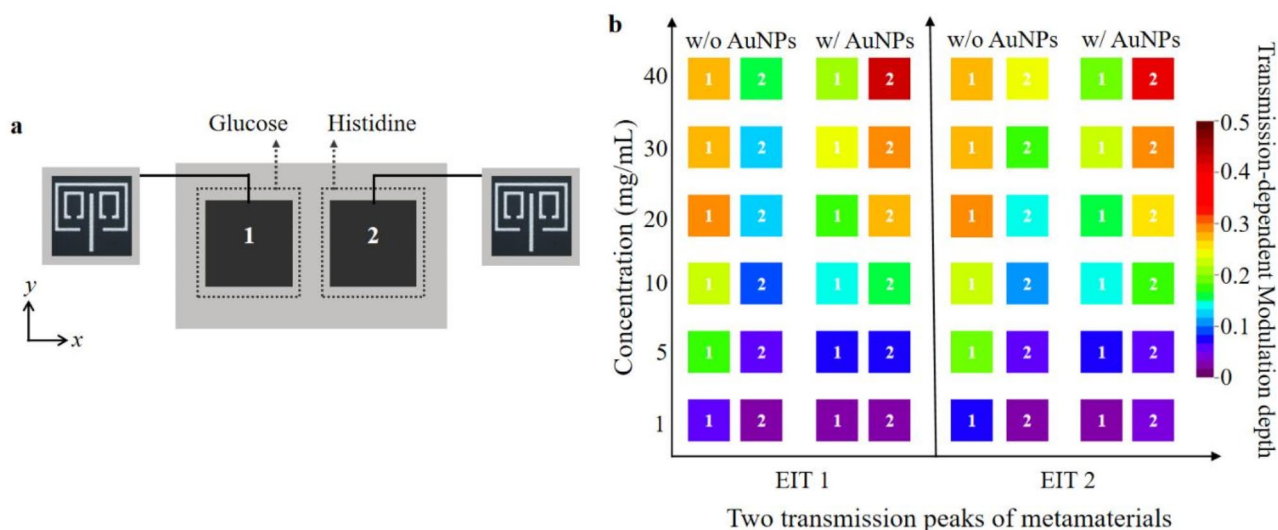 a
Glucose
Histidine
1
2
y
x
b
w/o AuNPs w/ AuNPs w/o AuNPs w/ AuNPs
40 1 2 1 2 1 2 1 2
30 1 2 1 2 1 2 1 2
20 1 2 1 2 1 2 1 2
10 1 2 1 2 1 2 1 2
5 1 2 1 2 1 2 1 2
1 1 2 1 2 1 2 1 2
Concentration (mg/mL)
EIT 1
EIT 2
Two transmission peaks of metamaterials
0.5
0.4
0.3
0.2
0.1
0
Transmission-dependent Modulation depth